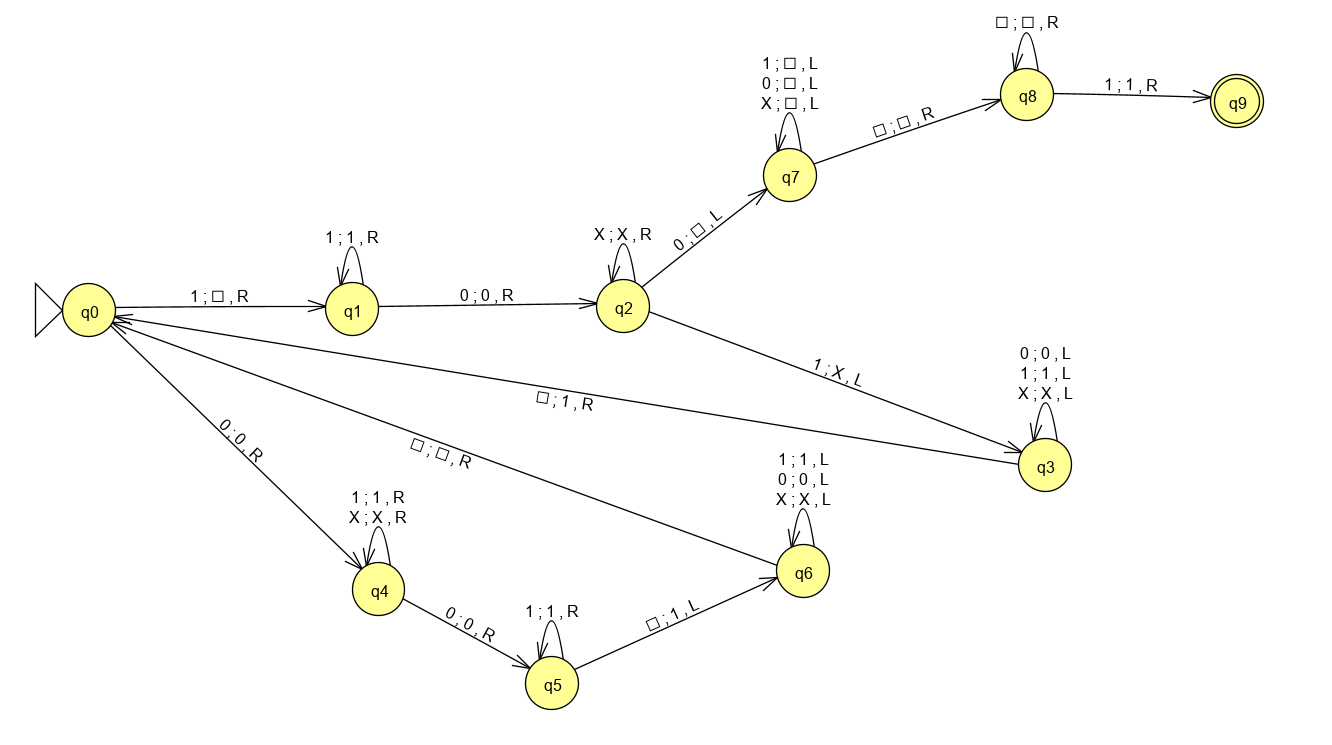 □ ; □ , R
1 ; □ , L
0 ; □ , L
X ; □ , L
q8
1 ; 1 , R
q9
□ ; □ , R
q7
1 ; 1 , R
X ; X , R
0 ; □ , L
q0
1 ; □ , R
q1
0 ; 0 , R
q2
1 ; X , L
0 ; 0 , L
1 ; 1 , L
X ; X , L
q3
□ ; 1 , R
0 ; 0 , R
□ ; □ , R
1 ; 1 , L
0 ; 0 , L
X ; X , L
q6
1 ; 1 , R
X ; X , R
q4
0 ; 0 , R
1 ; 1 , R
q5
□ ; 1 , L